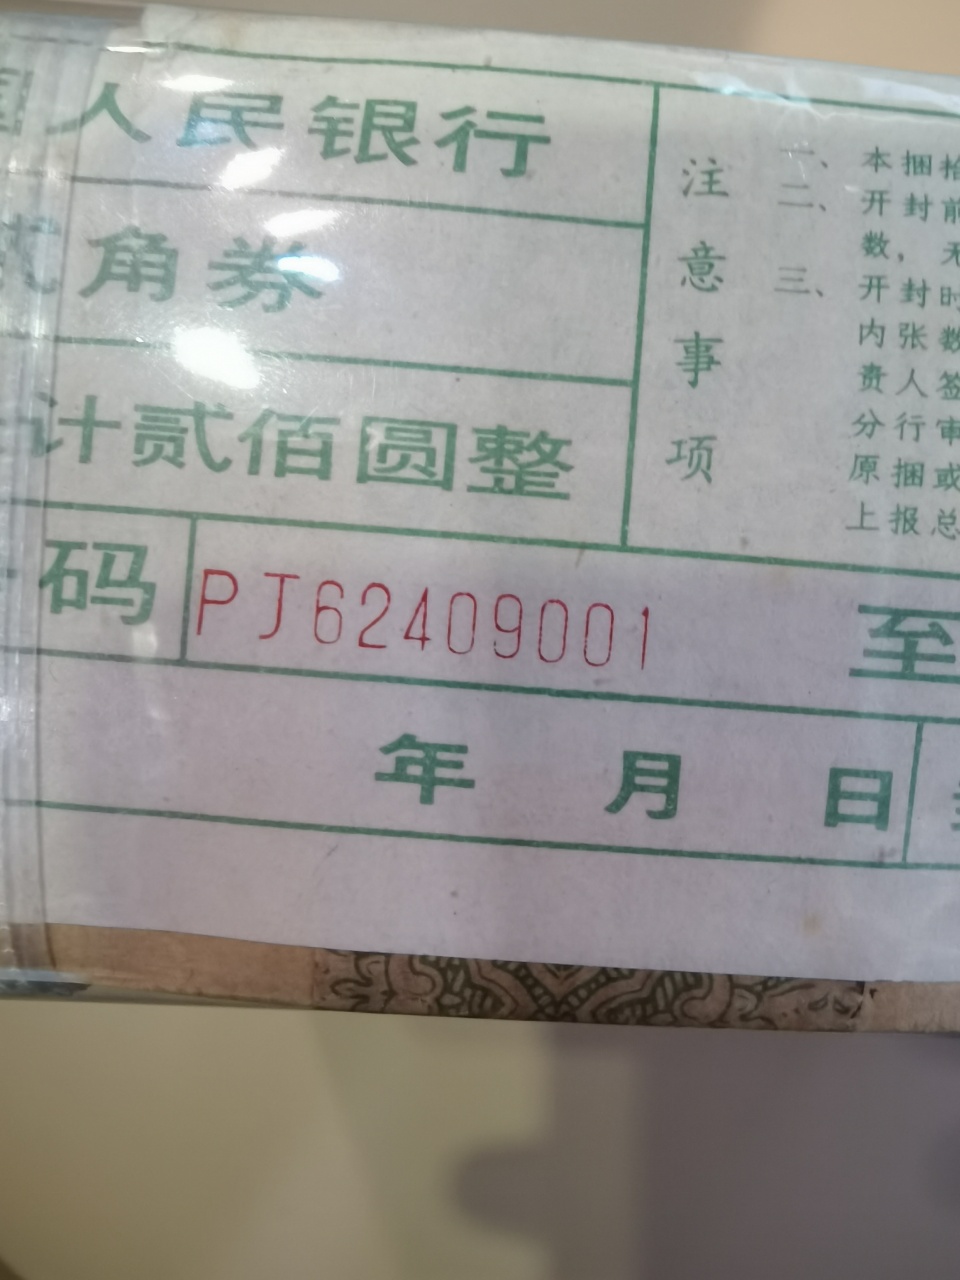 国人民银行
贰角券
计贰佰圆整
码 PJ62409001 至
年 月 日
注意事项
一、本捆拾
二、开封前
数，无
三、开封时
内张数
责人签
分行审
原捆或
上报总